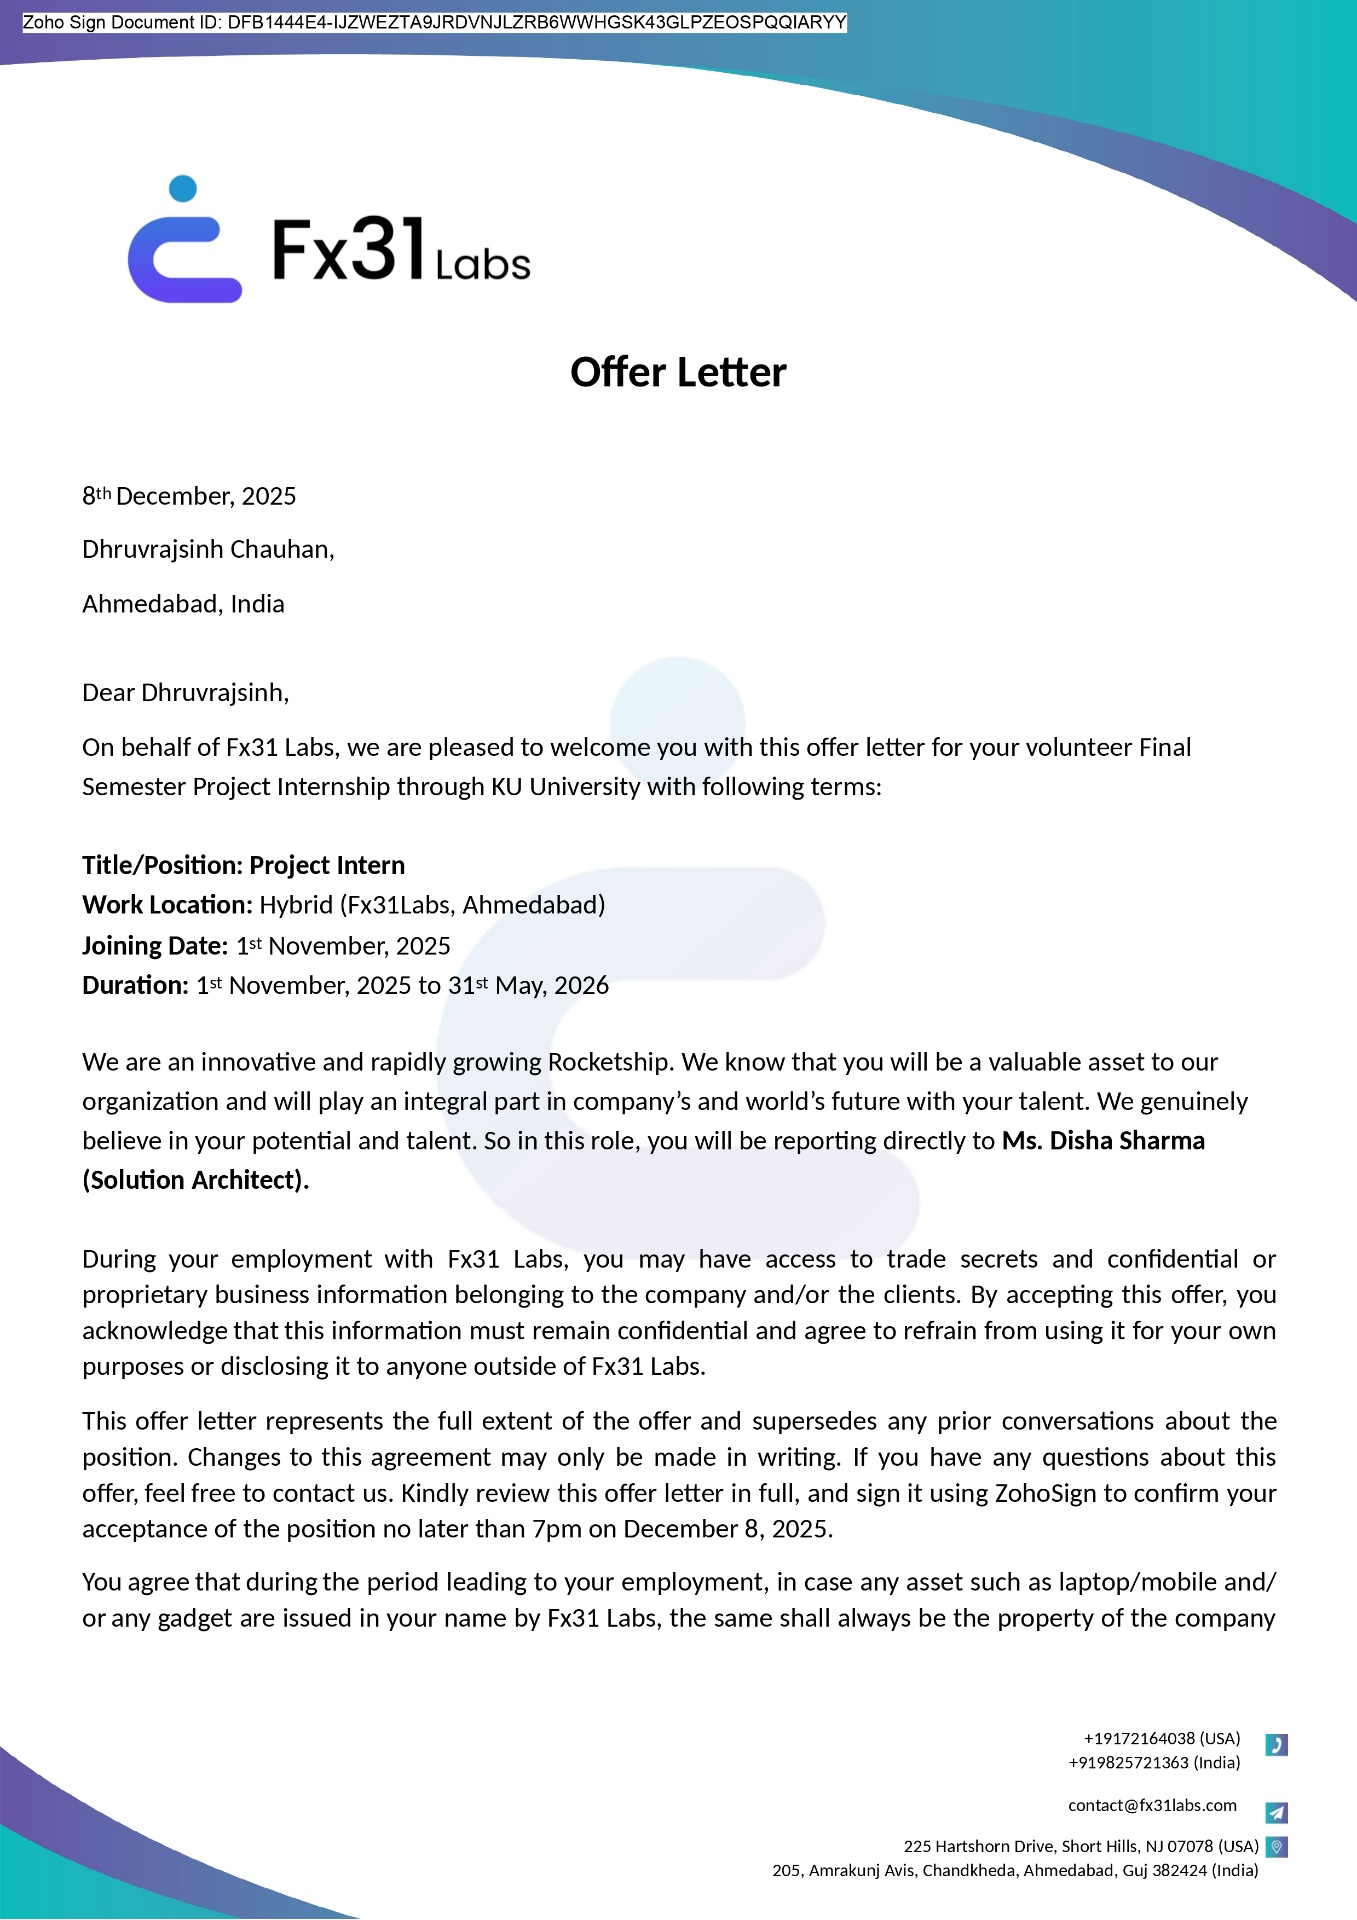 Zoho Sign Document ID: DFB1444E4-IJZWEZTA9JRDVNJLZRB6WWHGSK43GLPZEOSPQQIARYY
Fx31 Labs
Offer Letter
8th December, 2025
Dhruvrajsinh Chauhan,
Ahmedabad, India
Dear Dhruvrajsinh,
On behalf of Fx31 Labs, we are pleased to welcome you with this offer letter for your volunteer Final
Semester Project Internship through KU University with following terms:
Title/Position: Project Intern
Work Location: Hybrid (Fx31Labs, Ahmedabad)
Joining Date: 1st November, 2025
Duration: 1st November, 2025 to 31st May, 2026
We are an innovative and rapidly growing Rocketship. We know that you will be a valuable asset to our
organization and will play an integral part in company’s and world’s future with your talent. We genuinely
believe in your potential and talent. So in this role, you will be reporting directly to Ms. Disha Sharma
(Solution Architect).
During your employment with Fx31 Labs, you may have access to trade secrets and confidential or
proprietary business information belonging to the company and/or the clients. By accepting this offer, you
acknowledge that this information must remain confidential and agree to refrain from using it for your own
purposes or disclosing it to anyone outside of Fx31 Labs.
This offer letter represents the full extent of the offer and supersedes any prior conversations about the
position. Changes to this agreement may only be made in writing. If you have any questions about this
offer, feel free to contact us. Kindly review this offer letter in full, and sign it using ZohoSign to confirm your
acceptance of the position no later than 7pm on December 8, 2025.
You agree that during the period leading to your employment, in case any asset such as laptop/mobile and/
or any gadget are issued in your name by Fx31 Labs, the same shall always be the property of the company
+19172164038 (USA)
+919825721363 (India)
contact@fx31labs.com
225 Hartshorn Drive, Short Hills, NJ 07078 (USA)
205, Amrakunj Avis, Chandkheda, Ahmedabad, Guj 382424 (India)